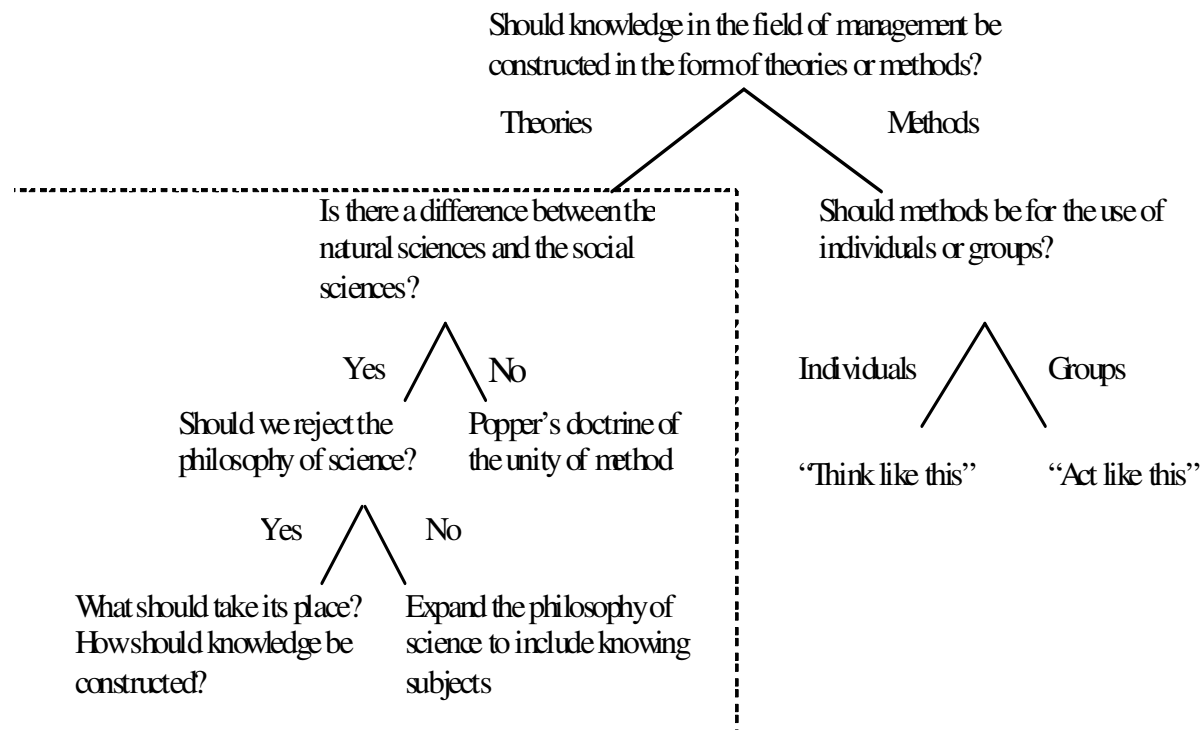 Should knowledge in the field of management be
constructed in the form of theories or methods?
Theories
Methods
Is there a difference between the
natural sciences and the social
sciences?
Should methods be for the use of
individuals or groups?
Yes
No
Individuals
Groups
Should we reject the
philosophy of science?
Popper’s doctrine of
the unity of method
“Think like this”
“Act like this”
Yes
No
What should take its place?
How should knowledge be
constructed?
Expand the philosophy of
science to include knowing
subjects